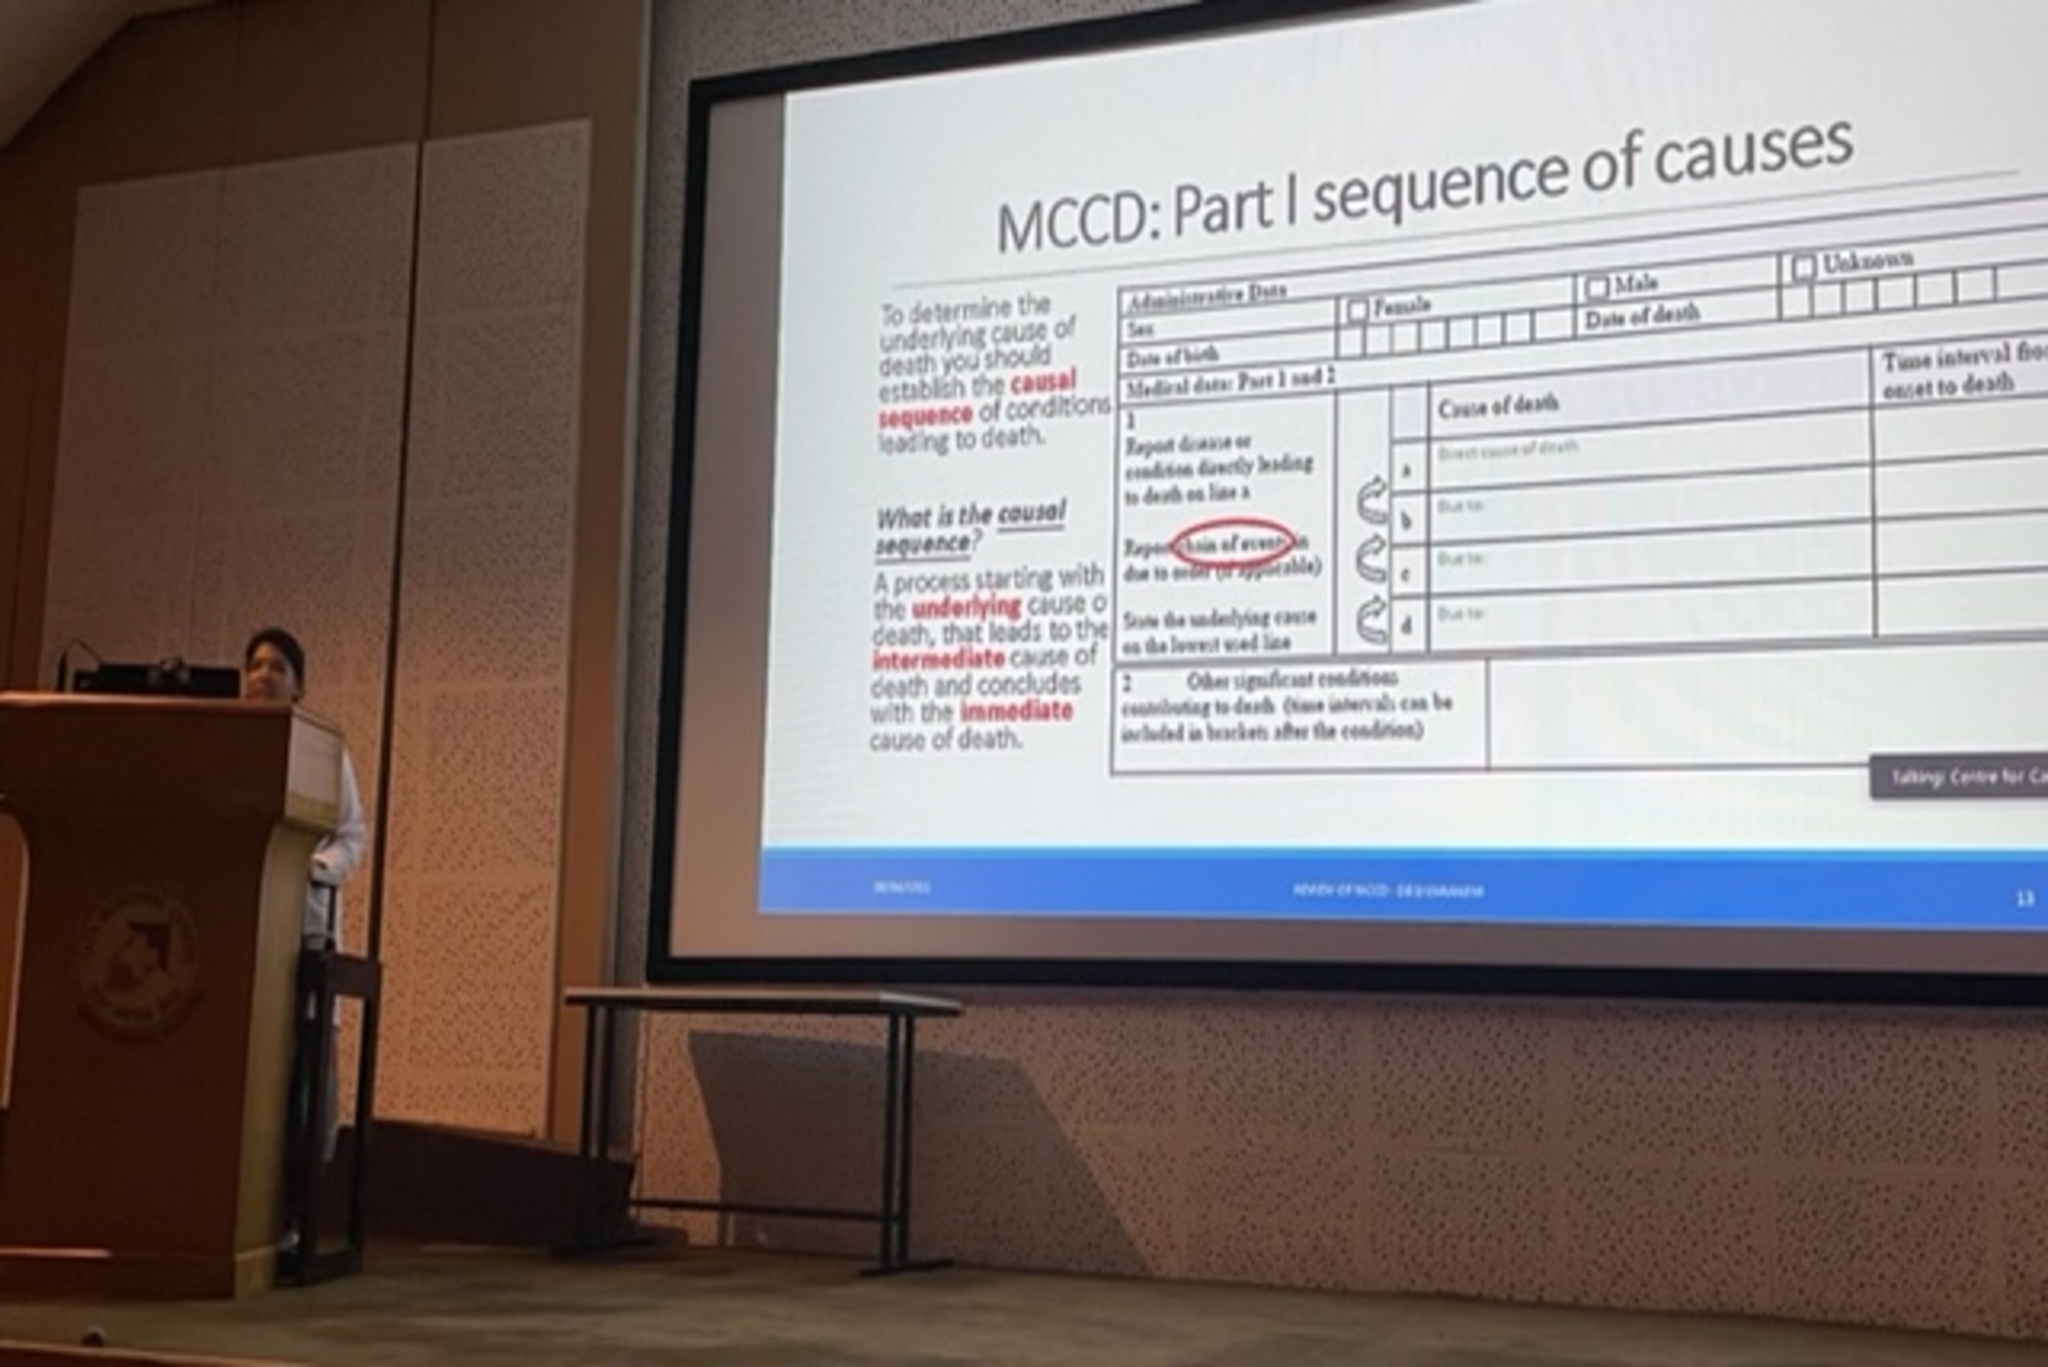 MCCD: Part I sequence of causes
To determine the
underlying cause of
death you should
establish the causal
sequence of conditions
leading to death.
What is the causal
sequence?
A process starting with
the underlying cause o
death, that leads to the
intermediate cause of
death and concludes
with the immediate
cause of death.
Administrative Data
Sex Female Male Unknown
Date of birth Date of death
Medical data: Part 1 and 2
1
Report disease or
condition directly leading
to death on line a
Report chain of events in
due to order (if applicable)
State the underlying cause
on the lowest used line
Cause of death
Time interval fro
onset to death
a Direct cause of death
b Due to:
c Due to:
d Due to:
2 Other significant conditions
contributing to death (time intervals can be
included in brackets after the condition)
Talking: Centre for Ca
REVIEW OF MCCD
13